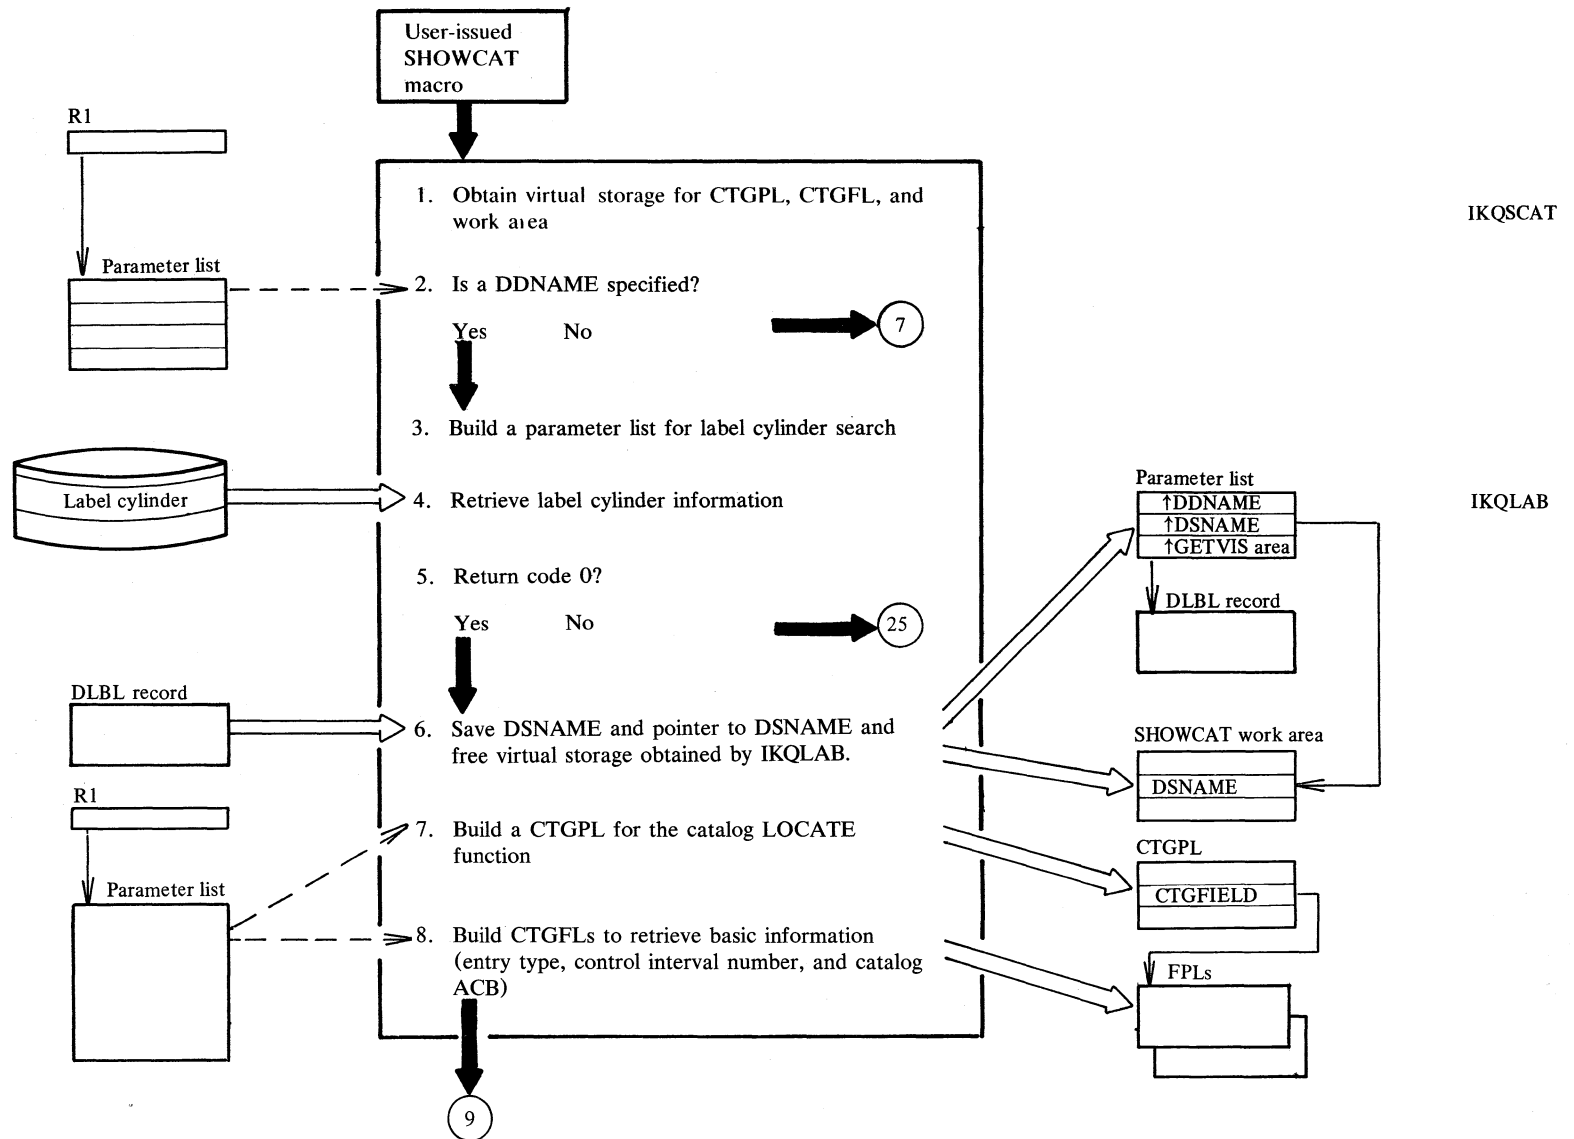 User-issued
SHOWCAT
macro
R1
1. Obtain virtual storage for CTGPL, CTGFL, and
work area
IKQSCAT
Parameter list
2. Is a DDNAME specified?
Yes No 7
3. Build a parameter list for label cylinder search
Label cylinder
4. Retrieve label cylinder information
Parameter list
↑DDNAME
↑DSNAME
↑GETVIS area
IKQLAB
5. Return code 0?
Yes No 25
DLBL record
DLBL record
6. Save DSNAME and pointer to DSNAME and
free virtual storage obtained by IKQLAB.
SHOWCAT work area
DSNAME
R1
7. Build a CTGPL for the catalog LOCATE
function
CTGPL
CTGFIELD
Parameter list
8. Build CTGFLs to retrieve basic information
(entry type, control interval number, and catalog
ACB)
FPLs
9